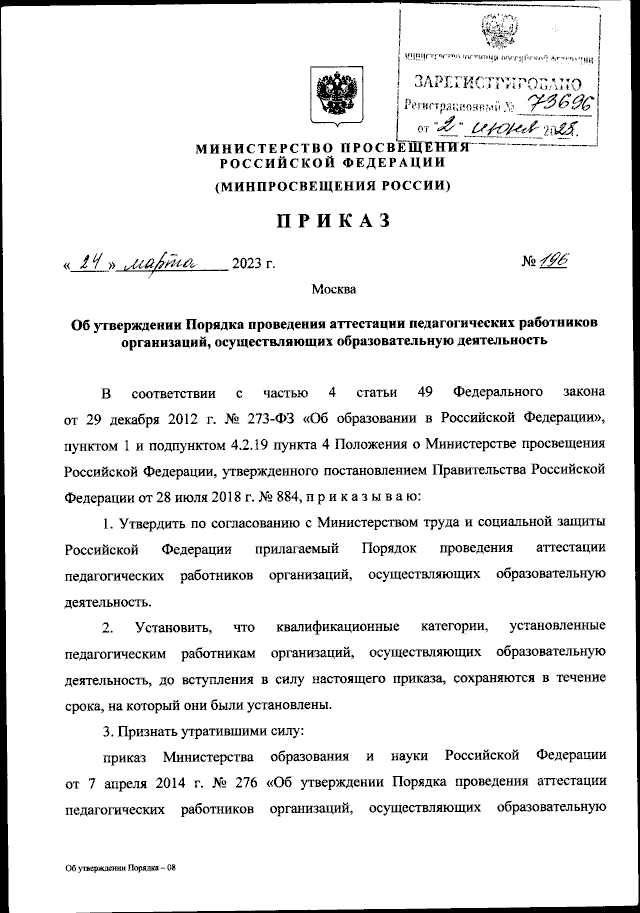 МИНИСТЕРСТВО ЮСТИЦИИ РОССИЙСКОЙ ФЕДЕРАЦИИ
ЗАРЕГИСТРИРОВАНО
Регистрационный № 73696
от "2" июня 2023.
МИНИСТЕРСТВО ПРОСВЕЩЕНИЯ
РОССИЙСКОЙ ФЕДЕРАЦИИ
(МИНПРОСВЕЩЕНИЯ РОССИИ)
П Р И К А З
« 24 » марта 2023 г. № 196
Москва
Об утверждении Порядка проведения аттестации педагогических работников
организаций, осуществляющих образовательную деятельность
В соответствии с частью 4 статьи 49 Федерального закона
от 29 декабря 2012 г. № 273-ФЗ «Об образовании в Российской Федерации»,
пунктом 1 и подпунктом 4.2.19 пункта 4 Положения о Министерстве просвещения
Российской Федерации, утвержденного постановлением Правительства Российской
Федерации от 28 июля 2018 г. № 884, п р и к а з ы в а ю:
1. Утвердить по согласованию с Министерством труда и социальной защиты
Российской Федерации прилагаемый Порядок проведения аттестации
педагогических работников организаций, осуществляющих образовательную
деятельность.
2. Установить, что квалификационные категории, установленные
педагогическим работникам организаций, осуществляющих образовательную
деятельность, до вступления в силу настоящего приказа, сохраняются в течение
срока, на который они были установлены.
3. Признать утратившими силу:
приказ Министерства образования и науки Российской Федерации
от 7 апреля 2014 г. № 276 «Об утверждении Порядка проведения аттестации
педагогических работников организаций, осуществляющих образовательную
Об утверждении Порядка – 08